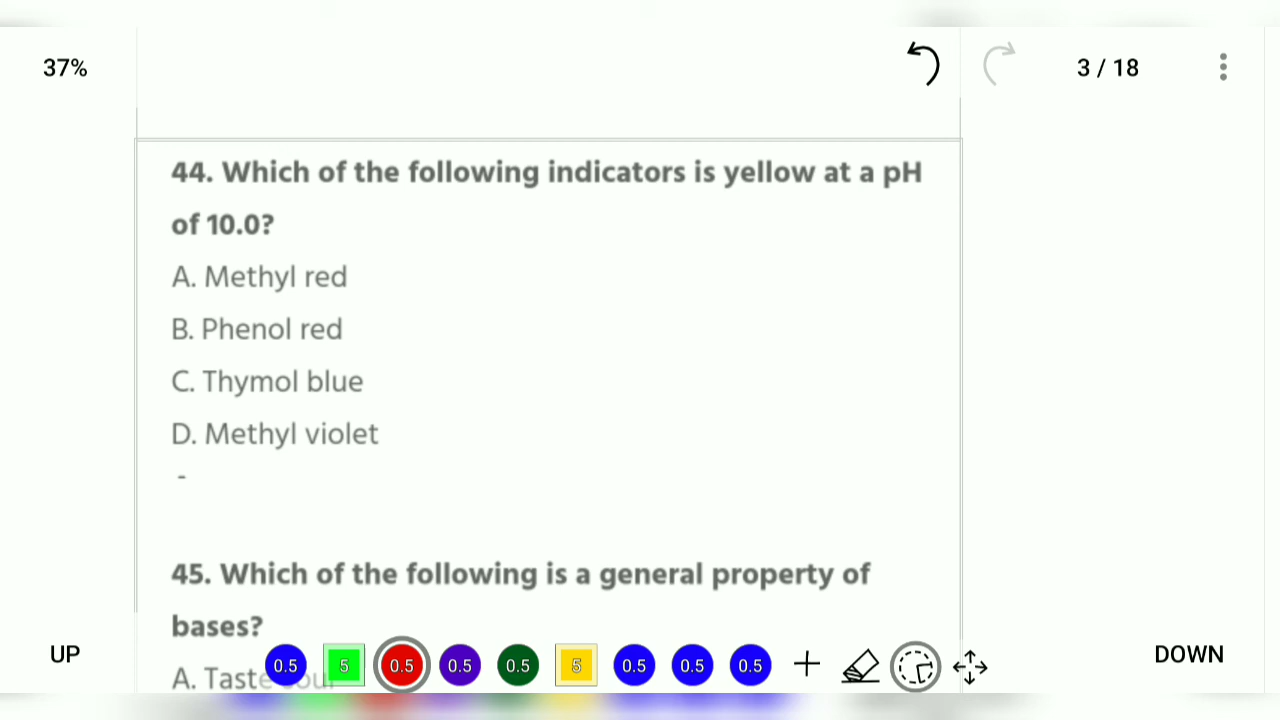 37%
3 / 18
44. Which of the following indicators is yellow at a pH
of 10.0?
A. Methyl red
B. Phenol red
C. Thymol blue
D. Methyl violet
-
45. Which of the following is a general property of
bases?
UP
0.5 5 0.5 0.5 0.5 5 0.5 0.5 0.5
DOWN
A. Taste sour